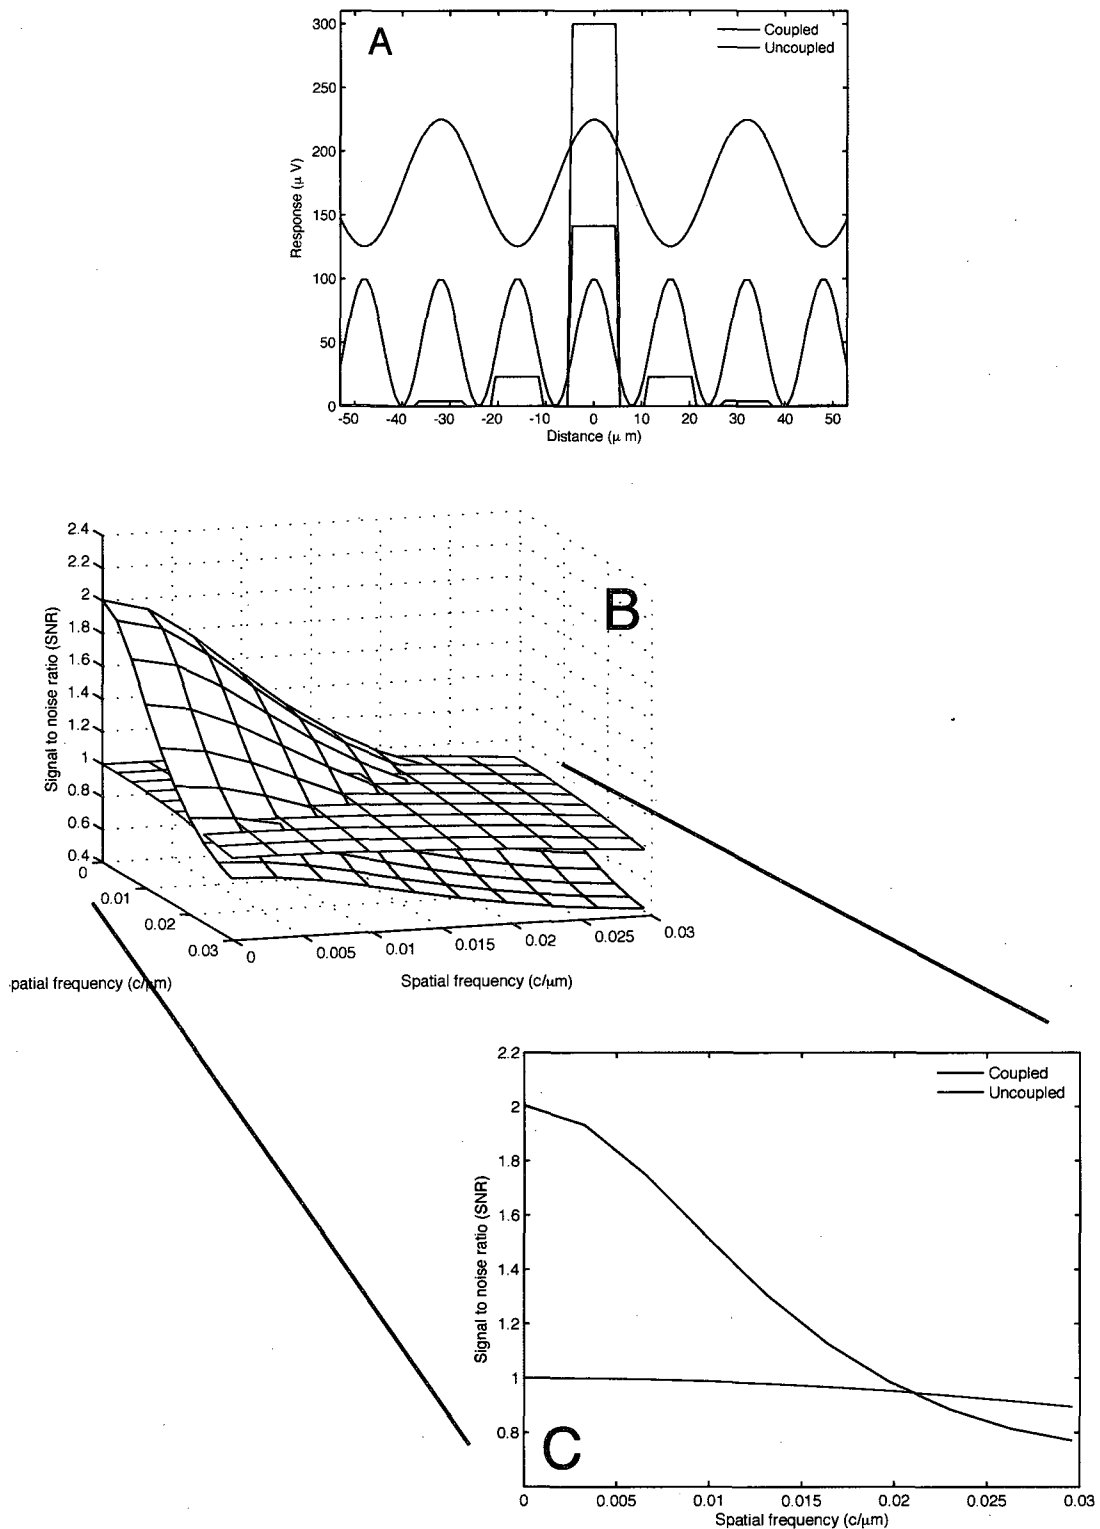 A
Coupled
Uncoupled
300
250
200
150
100
50
0
Response (μ V)
-50 -40 -30 -20 -10 0 10 20 30 40 50
Distance (μ m)
B
2.4
2.2
2
1.8
1.6
1.4
1.2
1
0.8
0.6
0.4
Signal to noise ratio (SNR)
0
0.01
0.02
0.03
0 0.005 0.01 0.015 0.02 0.025 0.03
patial frequency (c/μm)
Spatial frequency (c/μm)
C
Coupled
Uncoupled
2.2
2
1.8
1.6
1.4
1.2
1
0.8
Signal to noise ratio (SNR)
0 0.005 0.01 0.015 0.02 0.025 0.03
Spatial frequency (c/μm)